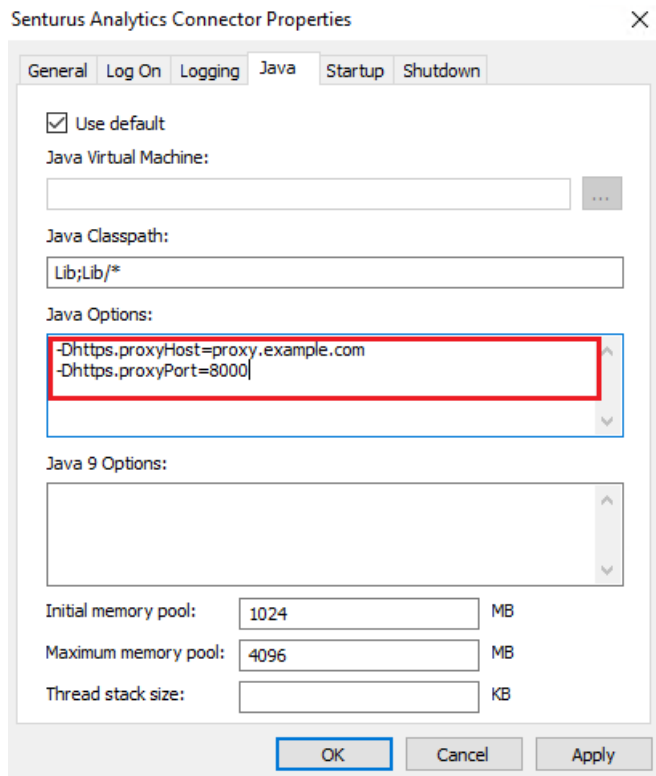 Senturus Analytics Connector Properties
General Log On Logging Java Startup Shutdown
Use default
Java Virtual Machine:
...
Java Classpath:
Lib;Lib/*
Java Options:
-Dhttps.proxyHost=proxy.example.com
-Dhttps.proxyPort=8000
Java 9 Options:
Initial memory pool: 1024 MB
Maximum memory pool: 4096 MB
Thread stack size: KB
OK Cancel Apply